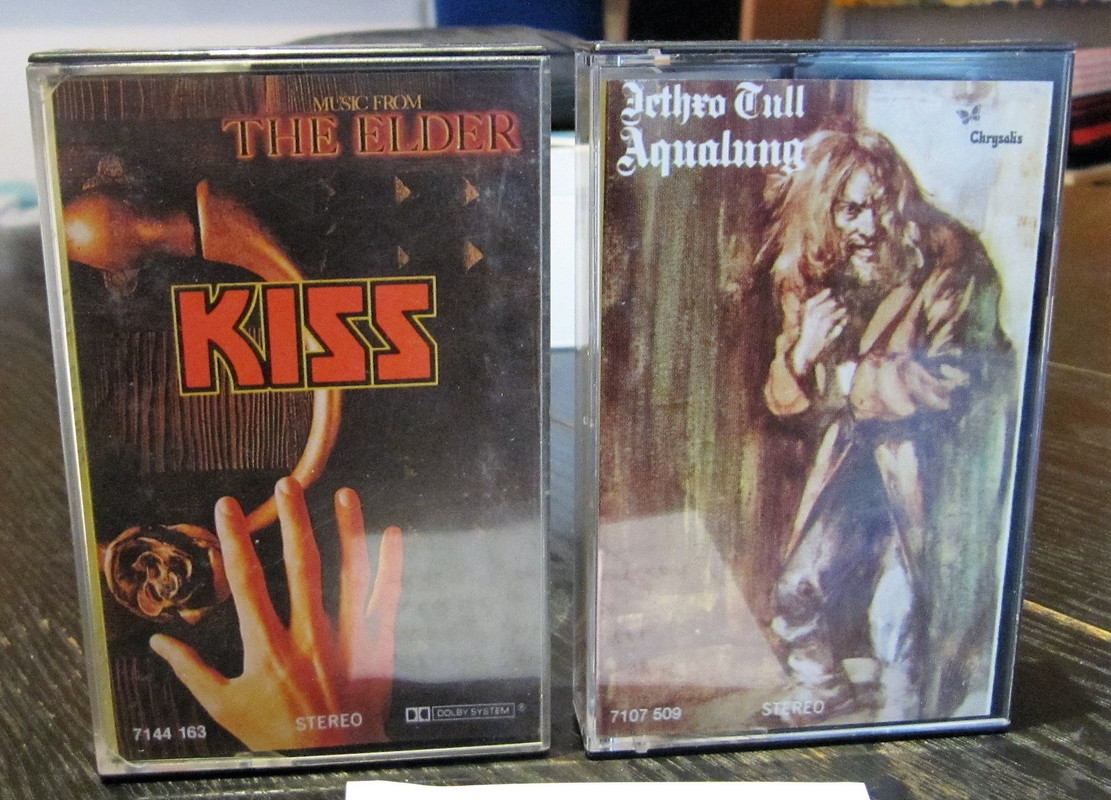 MUSIC FROM
THE ELDER
KISS
7144 163
STEREO
DOLBY SYSTEM ®
Jethro Tull
Aqualung
Chrysalis
7107 509
STEREO